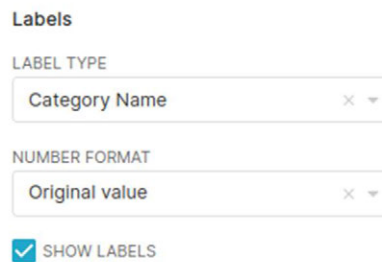 Labels
LABEL TYPE
Category Name
NUMBER FORMAT
Original value
SHOW LABELS